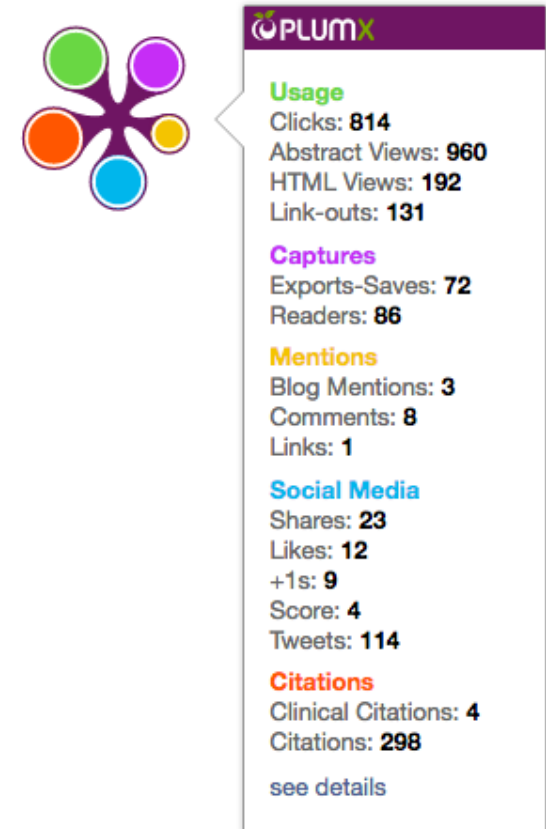 PLUMX
Usage
Clicks: 814
Abstract Views: 960
HTML Views: 192
Link-outs: 131
Captures
Exports-Saves: 72
Readers: 86
Mentions
Blog Mentions: 3
Comments: 8
Links: 1
Social Media
Shares: 23
Likes: 12
+1s: 9
Score: 4
Tweets: 114
Citations
Clinical Citations: 4
Citations: 298
see details